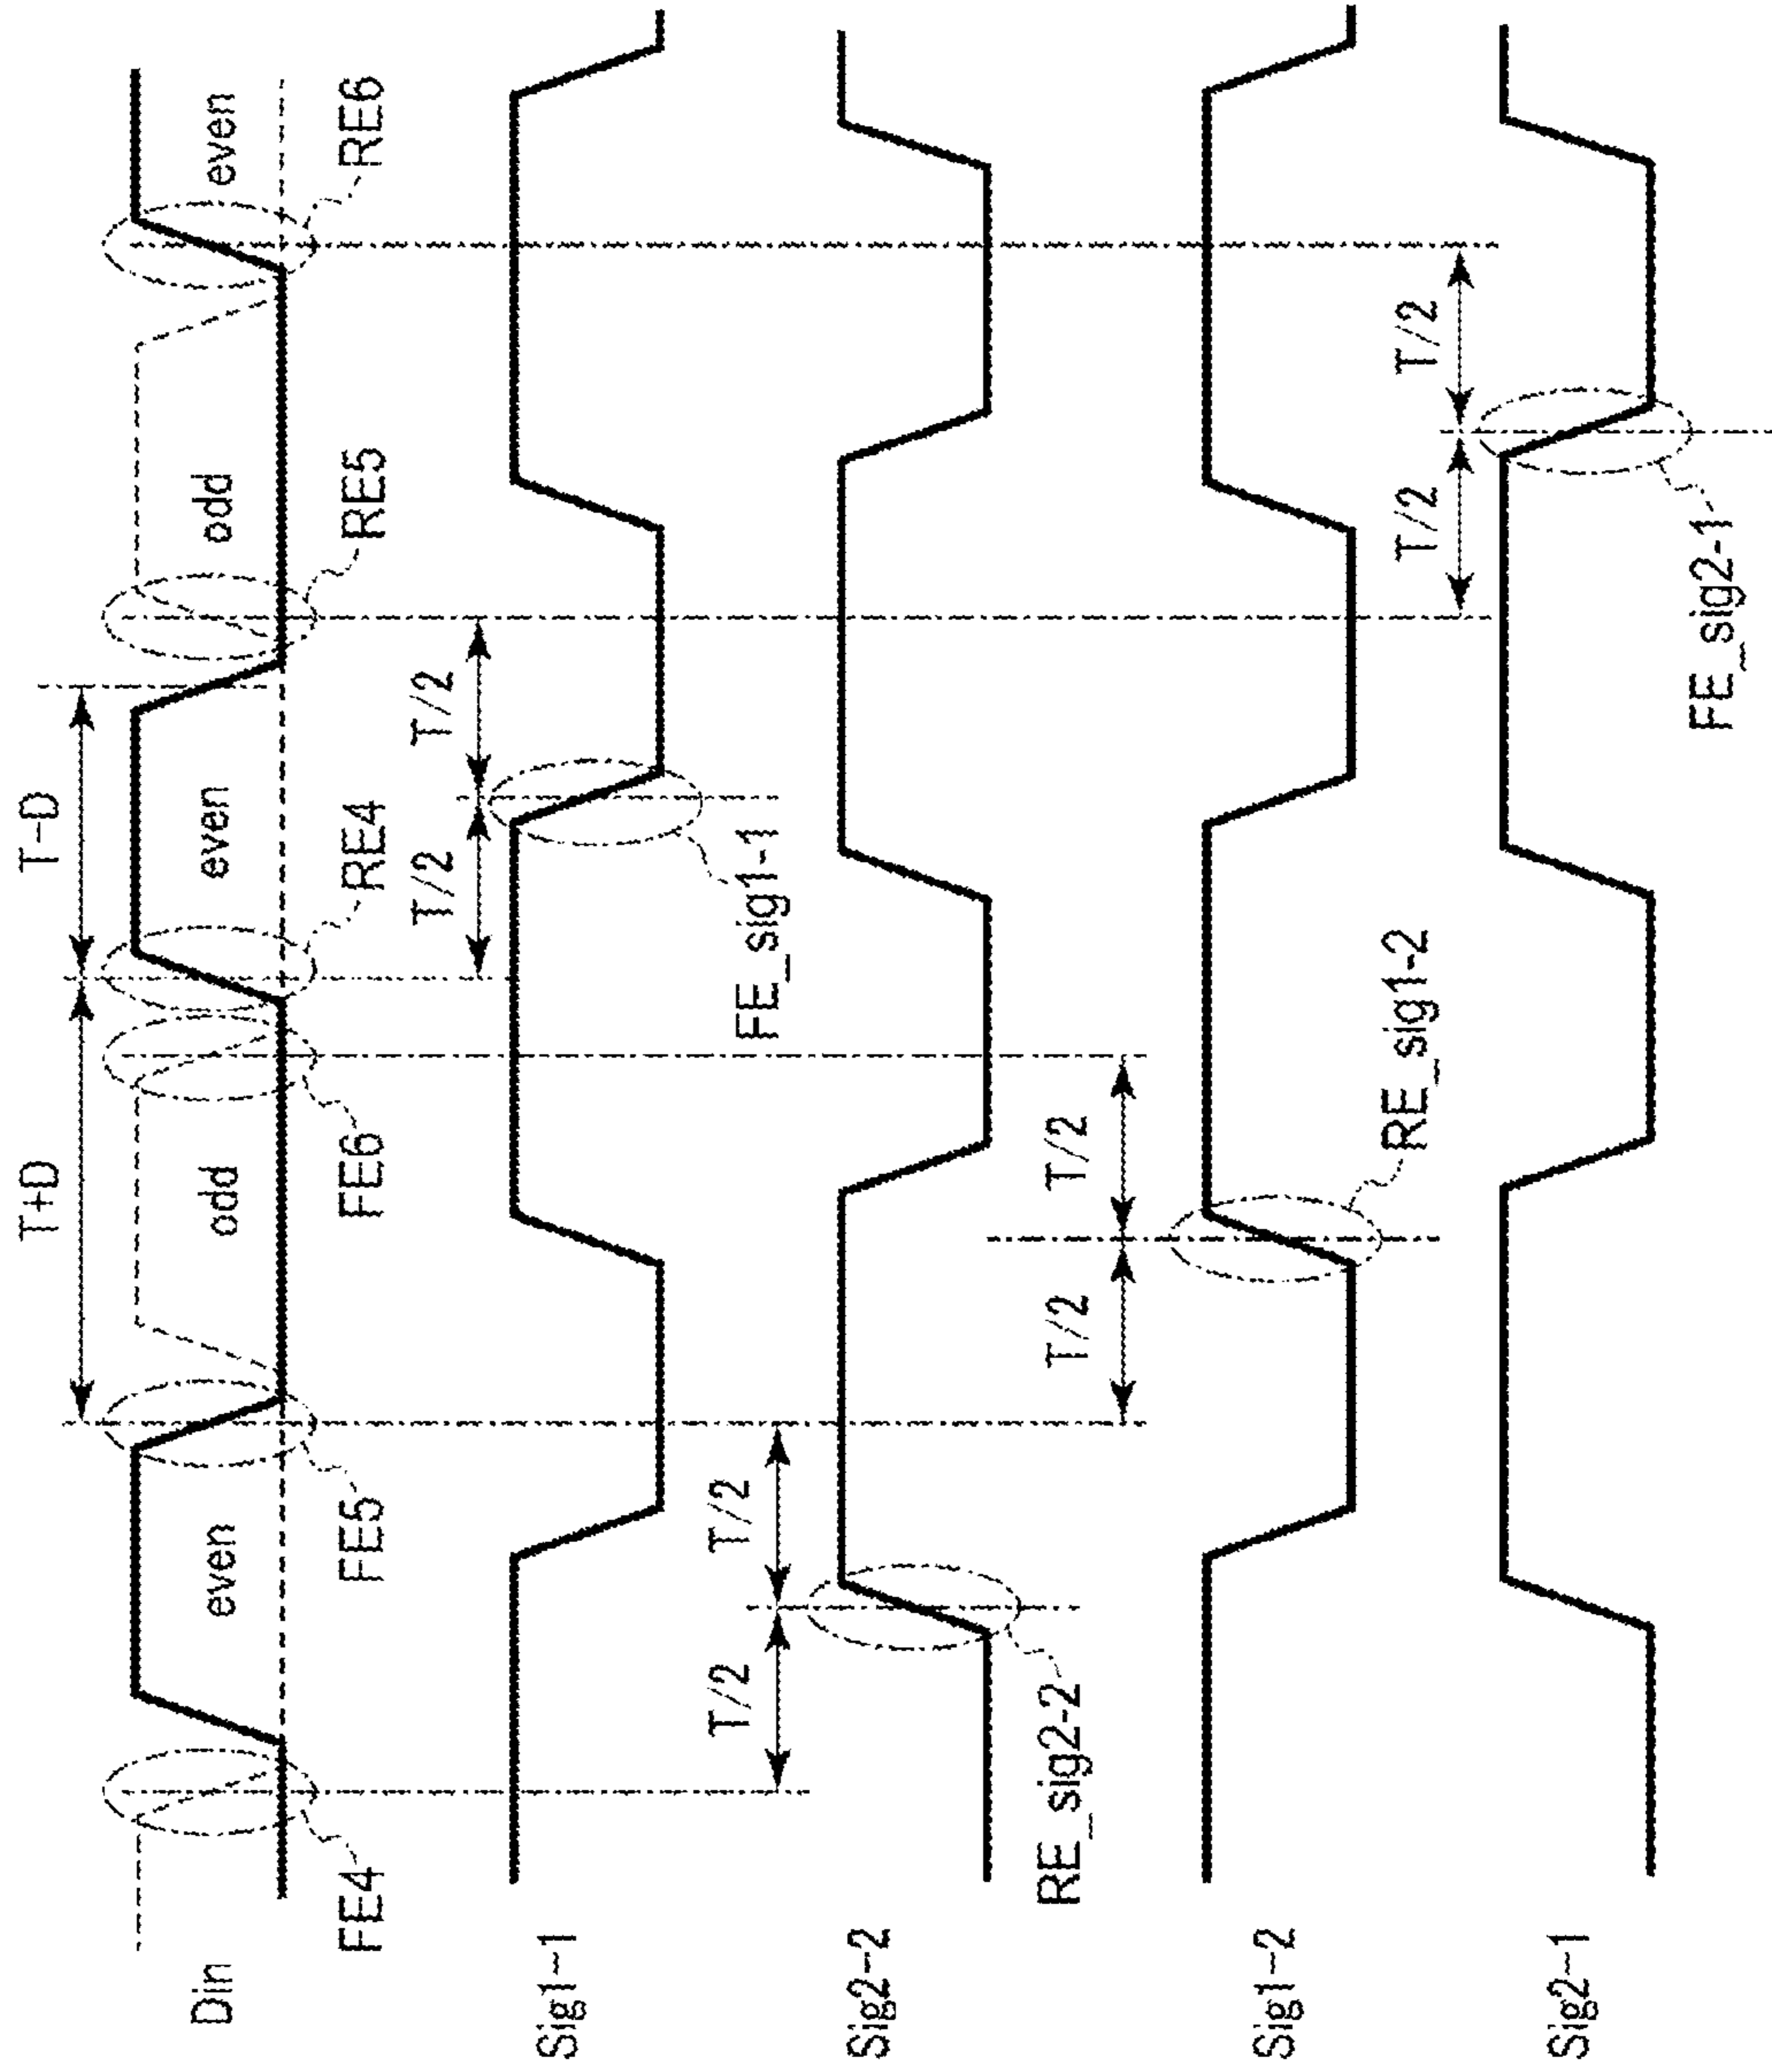 T+D
T-D
Din
even
odd
even
odd
even
FE4
FE5
FE6
RE4
RE5
RE6
T/2
T/2
Sig1-1
FE_sig1-1
T/2
T/2
Sig2-2
RE_sig2-2
T/2
T/2
Sig1-2
RE_sig1-2
T/2
T/2
Sig2-1
FE_sig2-1